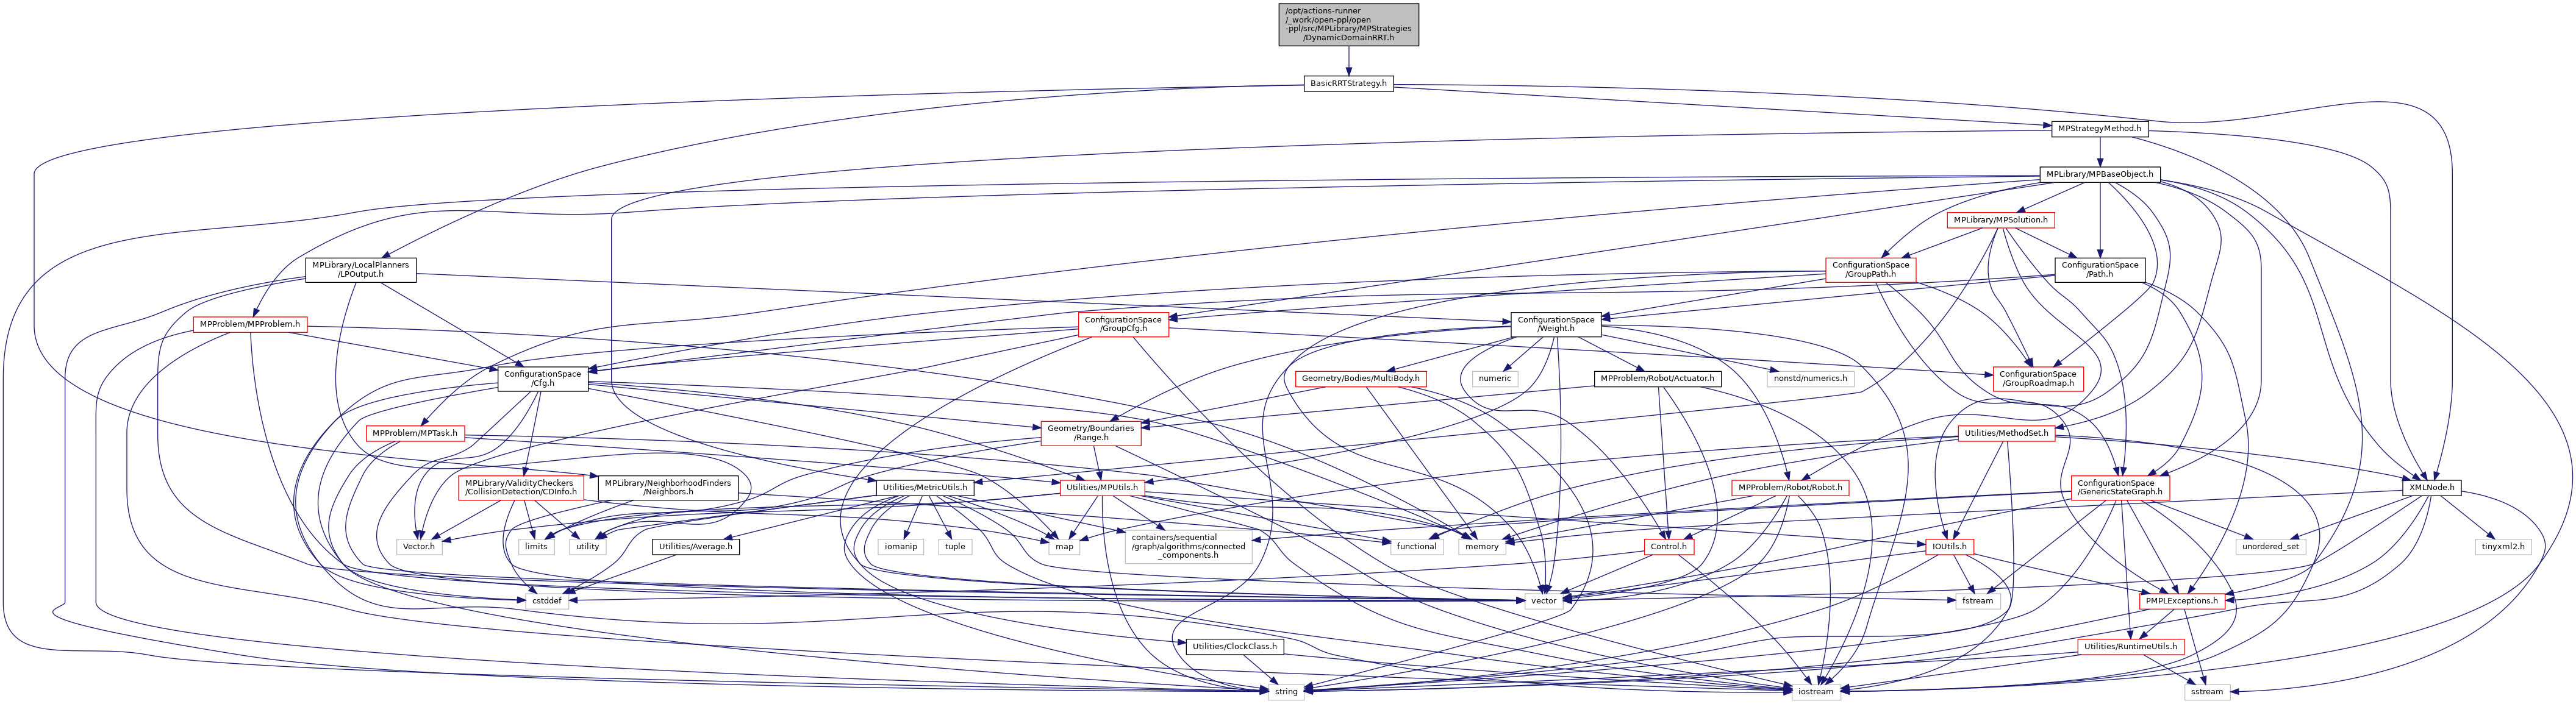 /opt/actions-runner
/_work/open-ppl/open
-ppl/src/MPLibrary/MPStrategies
/DynamicDomainRRT.h
BasicRRTStrategy.h
MPStrategyMethod.h
MPLibrary/MPBaseObject.h
MPLibrary/MPSolution.h
MPLibrary/LocalPlanners
/LPOutput.h
ConfigurationSpace
/GroupPath.h
ConfigurationSpace
/Path.h
MPProblem/MPProblem.h
ConfigurationSpace
/GroupCfg.h
ConfigurationSpace
/Weight.h
ConfigurationSpace
/Cfg.h
Geometry/Bodies/MultiBody.h
numeric
MPProblem/Robot/Actuator.h
nonstd/numerics.h
ConfigurationSpace
/GroupRoadmap.h
MPProblem/MPTask.h
Geometry/Boundaries
/Range.h
Utilities/MethodSet.h
MPLibrary/ValidityCheckers
/CollisionDetection/CDInfo.h
MPLibrary/NeighborhoodFinders
/Neighbors.h
Utilities/MetricUtils.h
Utilities/MPUtils.h
MPProblem/Robot/Robot.h
ConfigurationSpace
/GenericStateGraph.h
XMLNode.h
Vector.h
limits
utility
Utilities/Average.h
iomanip
tuple
map
containers/sequential
/graph/algorithms/connected
_components.h
functional
memory
Control.h
IOUtils.h
unordered_set
tinyxml2.h
cstddef
vector
fstream
PMPLExceptions.h
Utilities/ClockClass.h
Utilities/RuntimeUtils.h
string
iostream
sstream